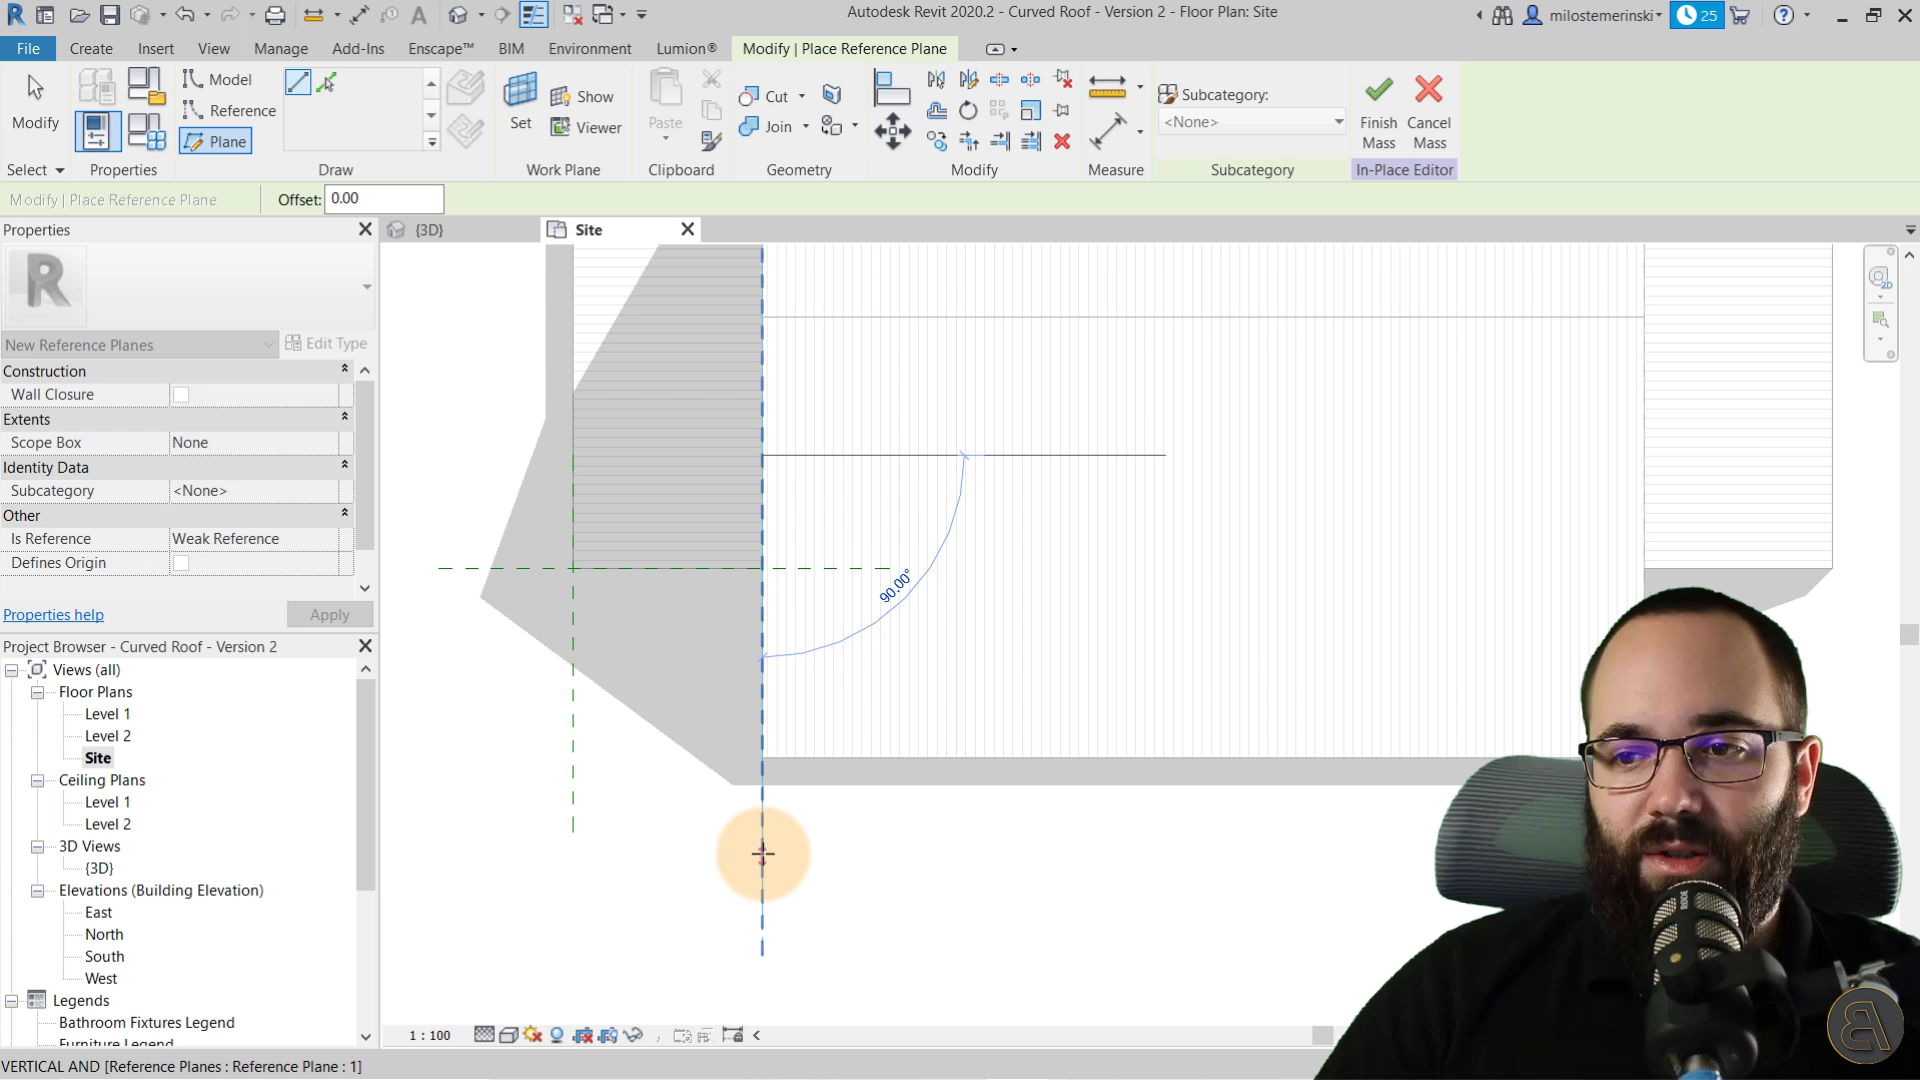 Autodesk Revit 2020.2 - Curved Roof - Version 2 - Floor Plan: Site
milostemerinski
25
File
Create
Insert
View
Manage
Add-Ins
Enscape™
BIM
Environment
Lumion®
Modify | Place Reference Plane
Modify
Model
Reference
Plane
Set
Show
Viewer
Paste
Cut
Join
Subcategory:
<None>
Finish
Mass
Cancel
Mass
Select
Properties
Draw
Work Plane
Clipboard
Geometry
Modify
Measure
Subcategory
In-Place Editor
Modify | Place Reference Plane
Offset: 0.00
Properties
{3D}
Site
R
New Reference Planes
Edit Type
Construction
Wall Closure
Extents
Scope Box None
Identity Data
Subcategory <None>
Other
Is Reference Weak Reference
Defines Origin
Properties help
Apply
Project Browser - Curved Roof - Version 2
Views (all)
Floor Plans
Level 1
Level 2
Site
Ceiling Plans
Level 1
Level 2
3D Views
{3D}
Elevations (Building Elevation)
East
North
South
West
Legends
Bathroom Fixtures Legend
Furniture Legend
90.00°
2D
RODE
1 : 100
VERTICAL AND [Reference Planes : Reference Plane : 1]